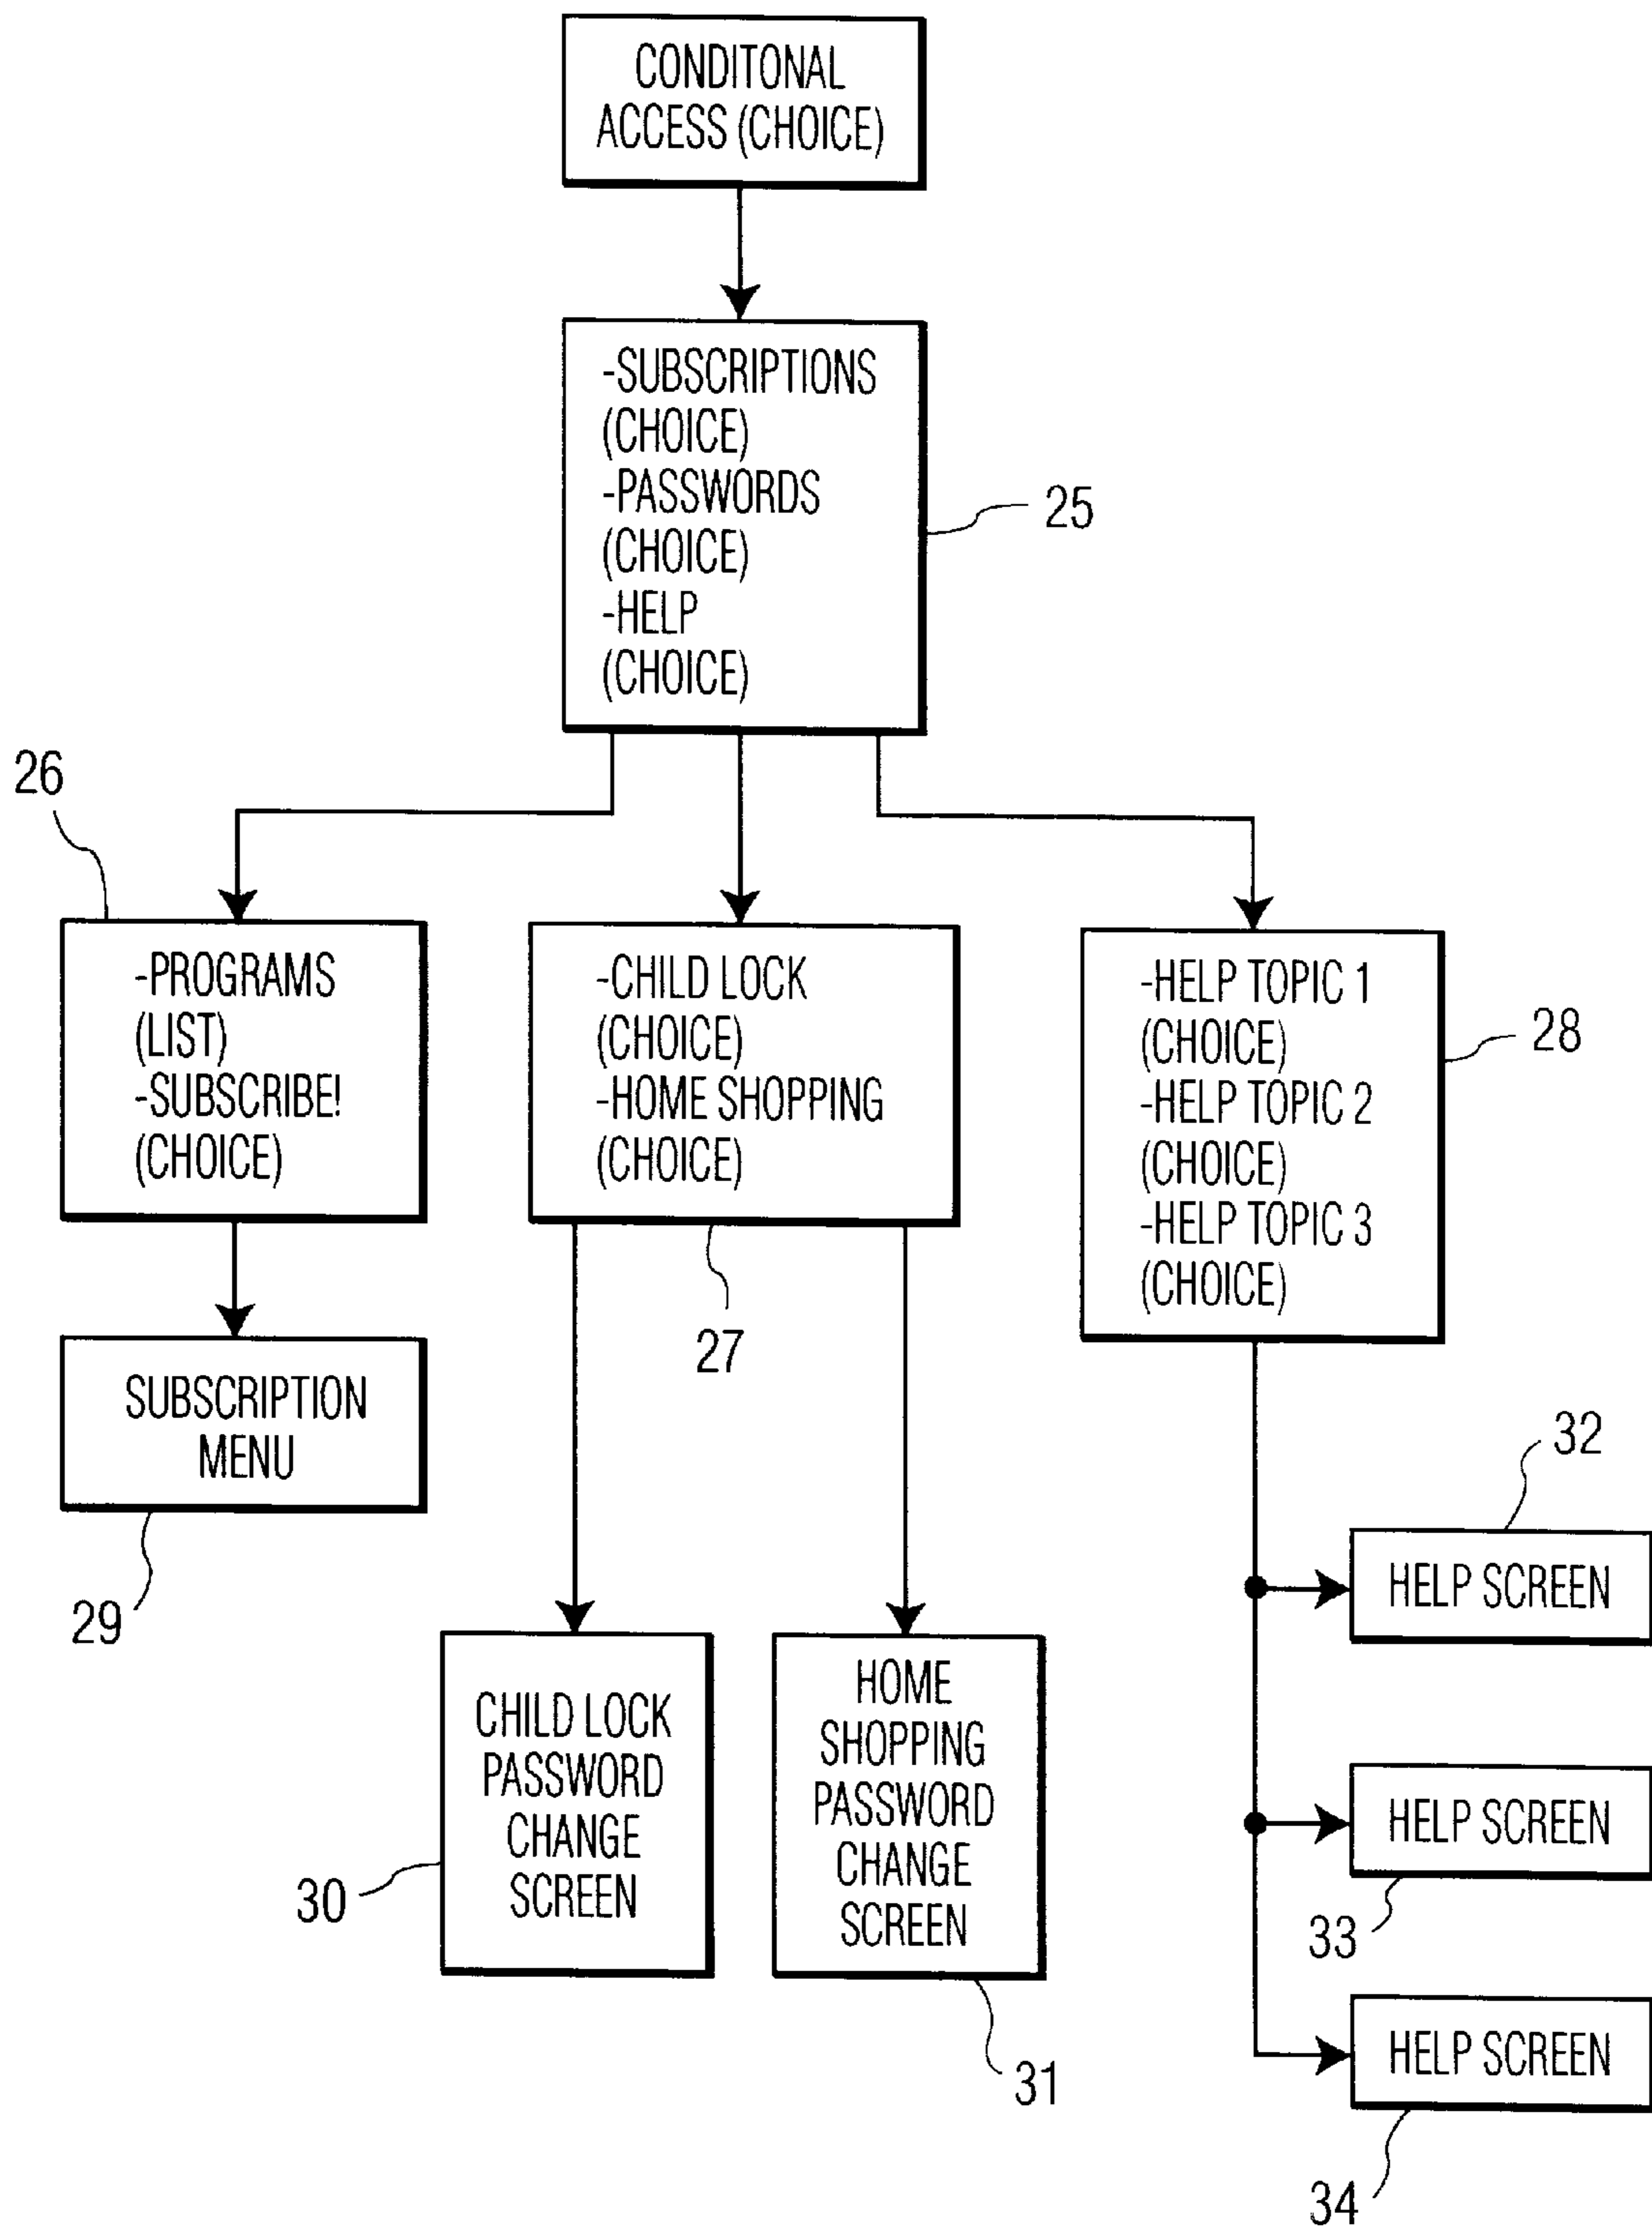 CONDITONAL
ACCESS (CHOICE)
-SUBSCRIPTIONS
(CHOICE)
-PASSWORDS
(CHOICE)
-HELP
(CHOICE)
25
26
-PROGRAMS
(LIST)
-SUBSCRIBE!
(CHOICE)
-CHILD LOCK
(CHOICE)
-HOME SHOPPING
(CHOICE)
27
-HELP TOPIC 1
(CHOICE)
-HELP TOPIC 2
(CHOICE)
-HELP TOPIC 3
(CHOICE)
28
SUBSCRIPTION
MENU
29
CHILD LOCK
PASSWORD
CHANGE
SCREEN
30
HOME
SHOPPING
PASSWORD
CHANGE
SCREEN
31
32
HELP SCREEN
HELP SCREEN
33
HELP SCREEN
34